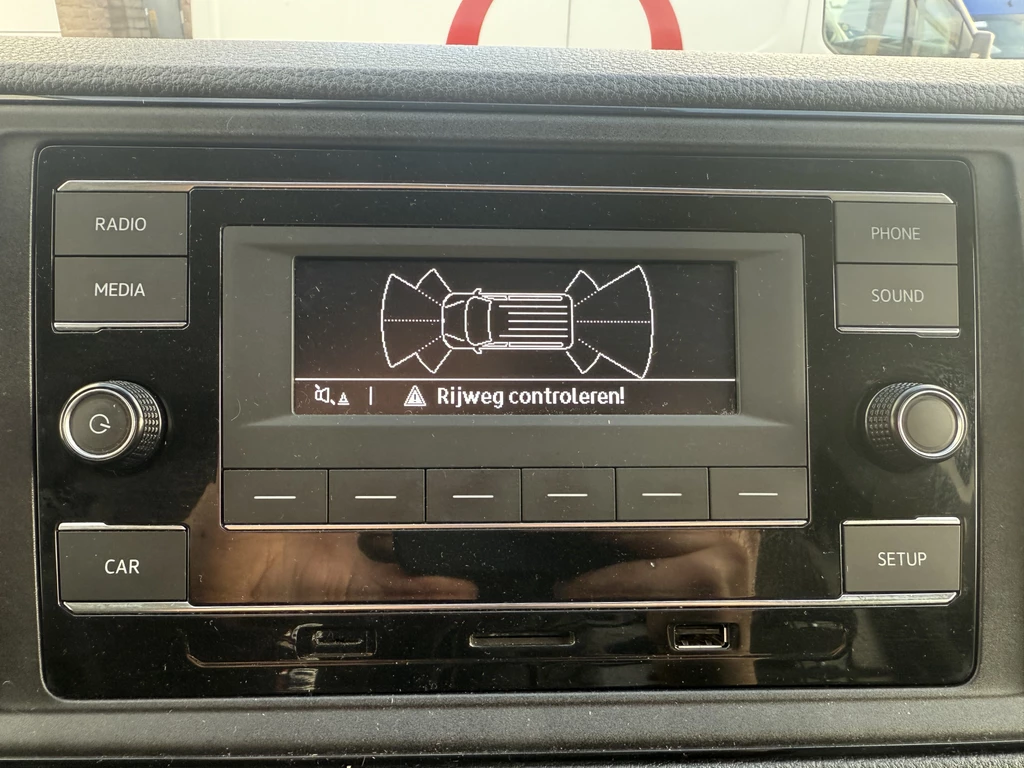 RADIO
PHONE
MEDIA
SOUND
Rijweg controleren!
CAR
SETUP